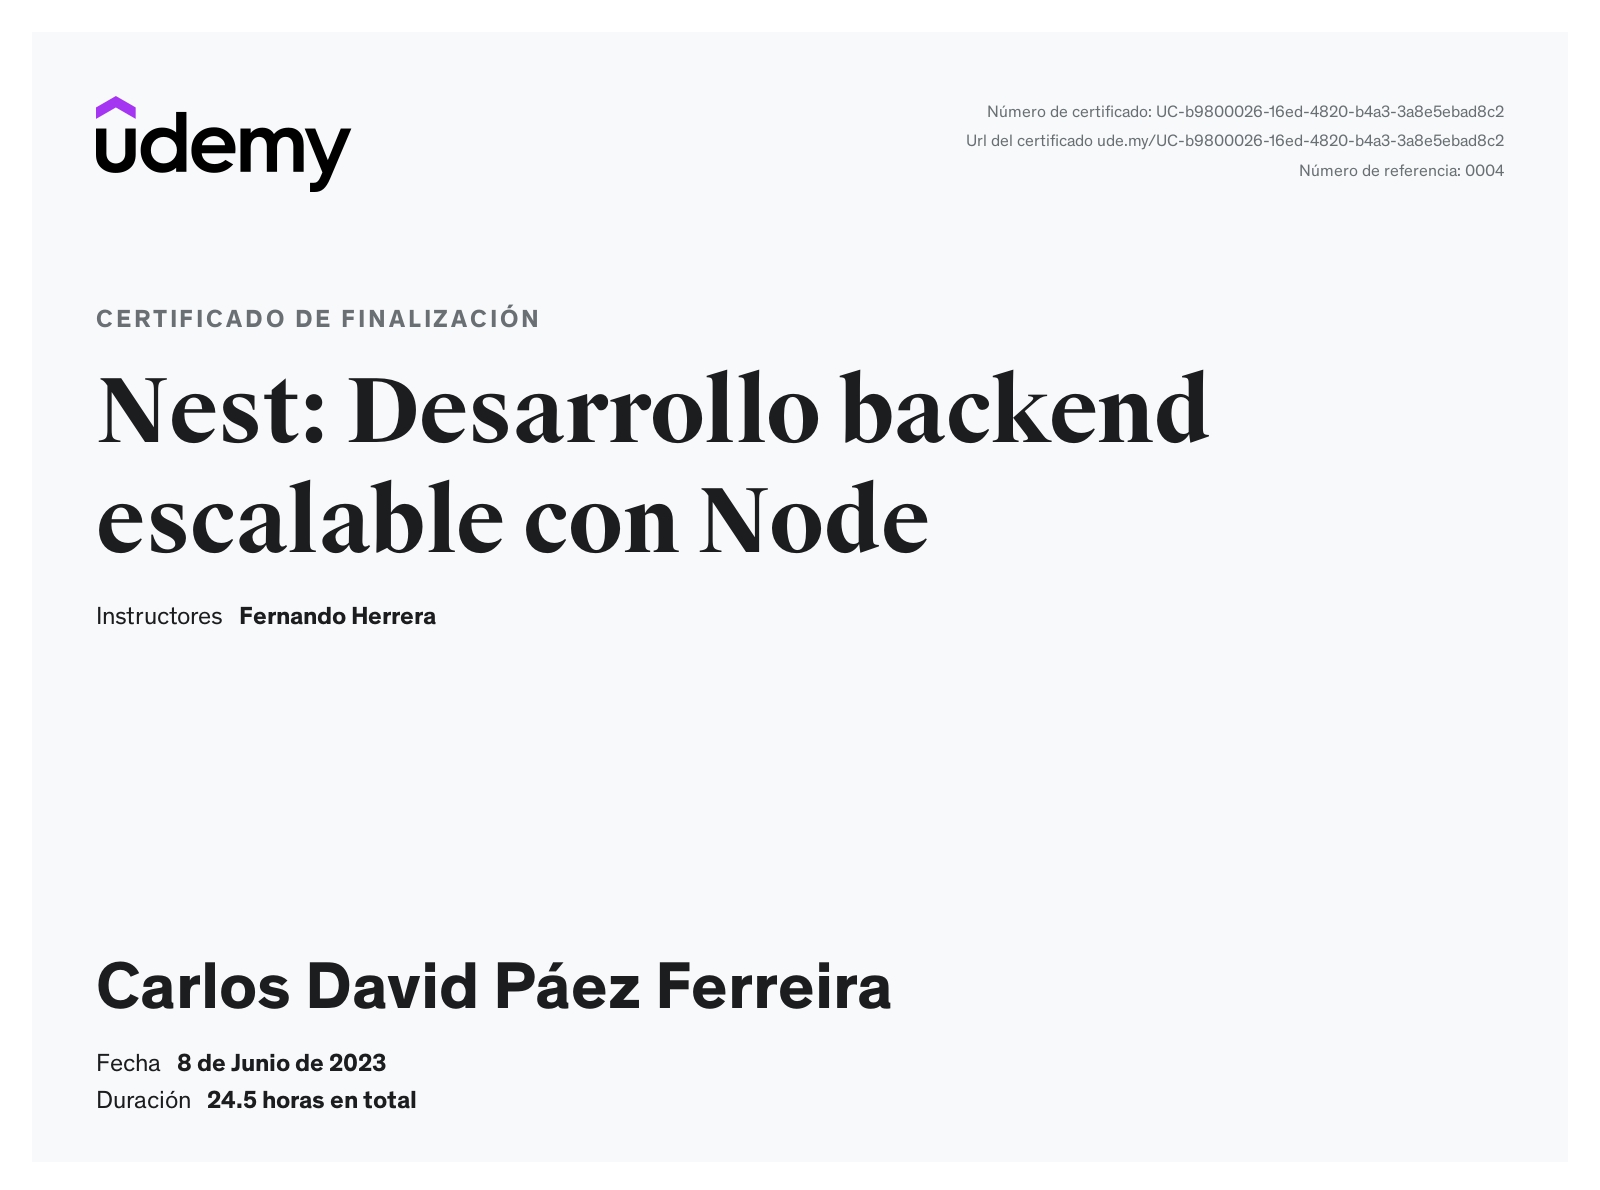 udemy
Número de certificado: UC-b9800026-16ed-4820-b4a3-3a8e5ebad8c2
Url del certificado ude.my/UC-b9800026-16ed-4820-b4a3-3a8e5ebad8c2
Número de referencia: 0004
CERTIFICADO DE FINALIZACIÓN
Nest: Desarrollo backend
escalable con Node
Instructores Fernando Herrera
Carlos David Páez Ferreira
Fecha 8 de Junio de 2023
Duración 24.5 horas en total